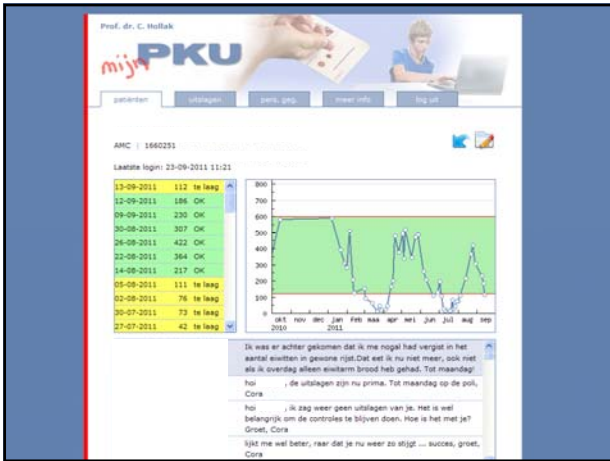 Prof. dr. C. Hollak
mijn PKU
patiënten uitslagen pers. geg. meer info log uit
AMC | 1660251
Laatste login: 23-09-2011 11:21
13-09-2011 112 te laag
12-09-2011 186 OK
09-09-2011 230 OK
30-08-2011 307 OK
26-08-2011 422 OK
22-08-2011 364 OK
14-08-2011 217 OK
05-08-2011 111 te laag
02-08-2011 76 te laag
30-07-2011 73 te laag
27-07-2011 42 te laag
800
700
600
500
400
300
200
100
0
okt nov dec jan feb maa apr mei jun jul aug sep
2010 2011
Ik was er achter gekomen dat ik me nogal had vergist in het
aantal eiwitten in gewone rijst.Dat eet ik nu niet meer, ook niet
als ik overdag alleen eiwitarm brood heb gehad. Tot maandag!
hoi , de uitslagen zijn nu prima. Tot maandag op de poli,
Cora
hoi , ik zag weer geen uitslagen van je. Het is wel
belangrijk om de controles te blijven doen. Hoe is het met je?
Groet, Cora
lijkt me wel beter, raar dat je nu weer zo stijgt ... succes, groet,
Cora